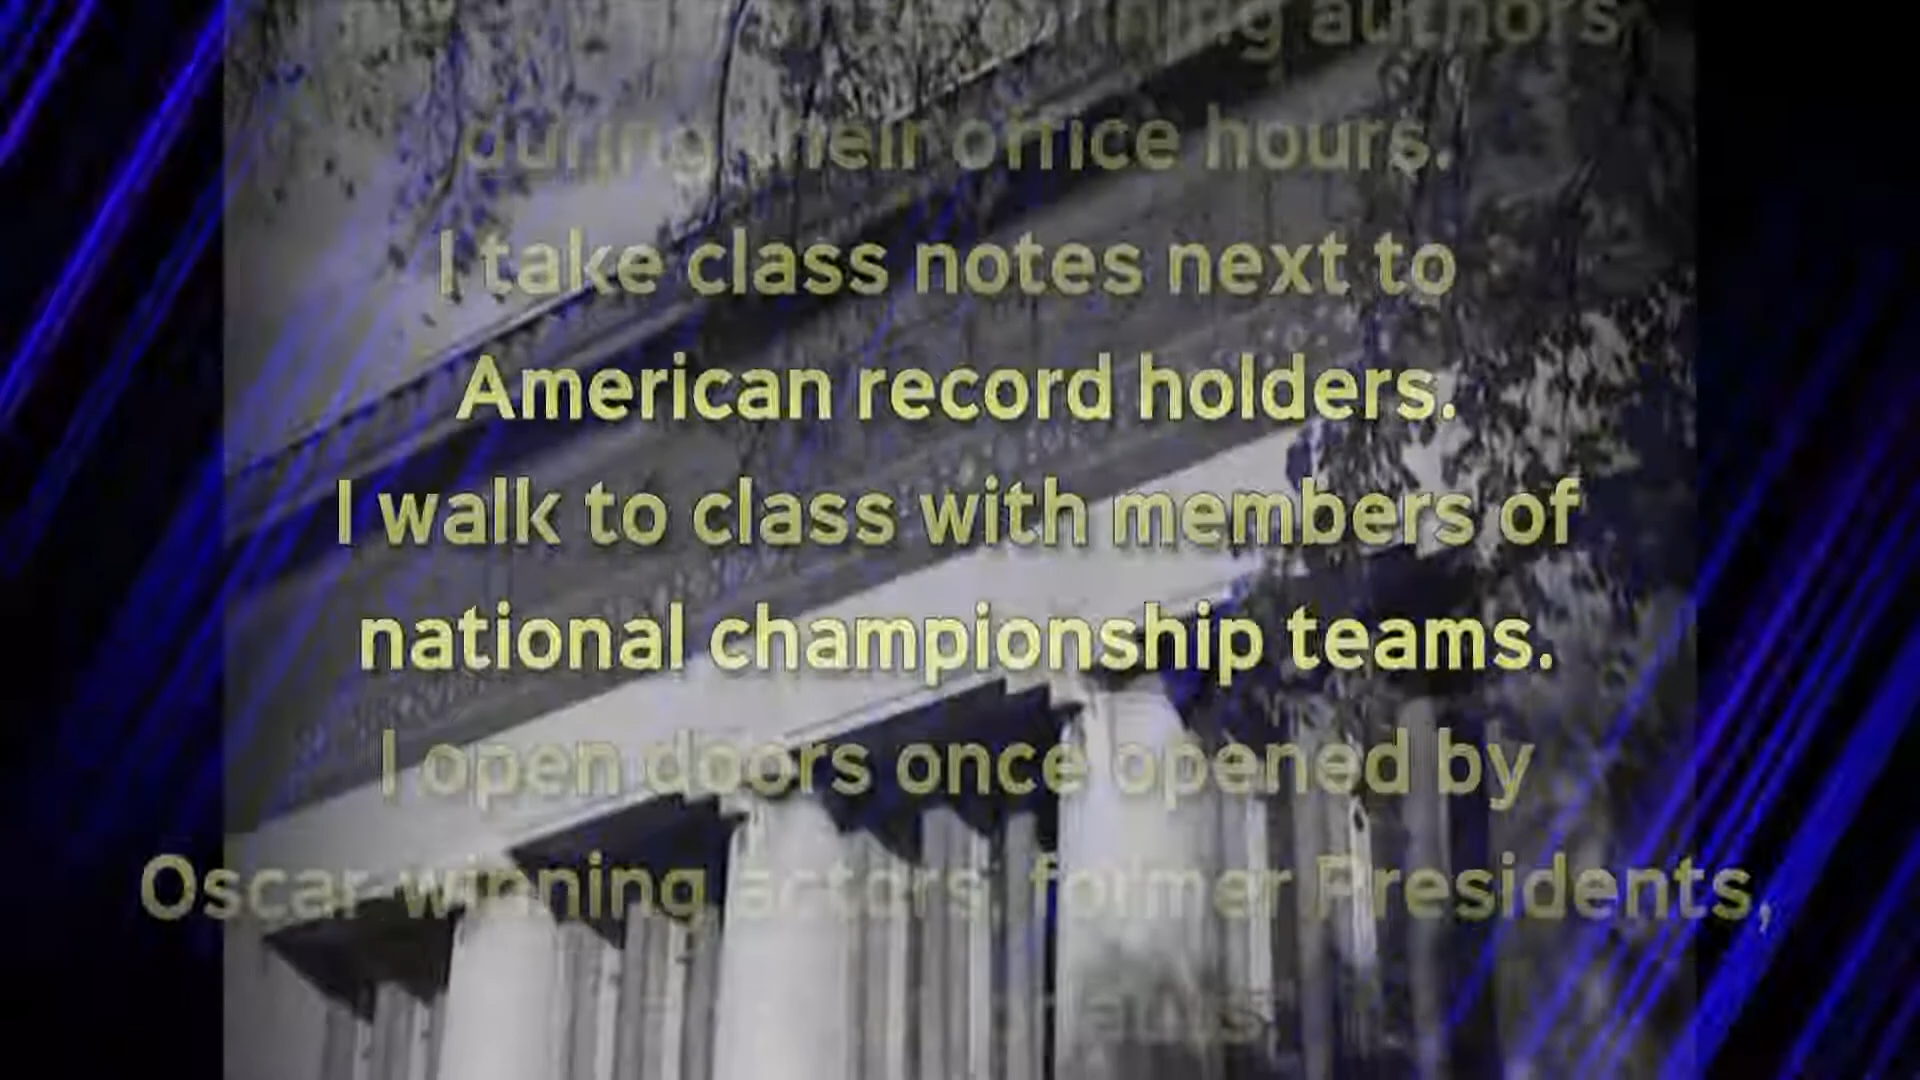 authors
during their office hours.
I take class notes next to
American record holders.
I walk to class with members of
national championship teams.
I open doors once opened by
Oscar winning actors, former Presidents,